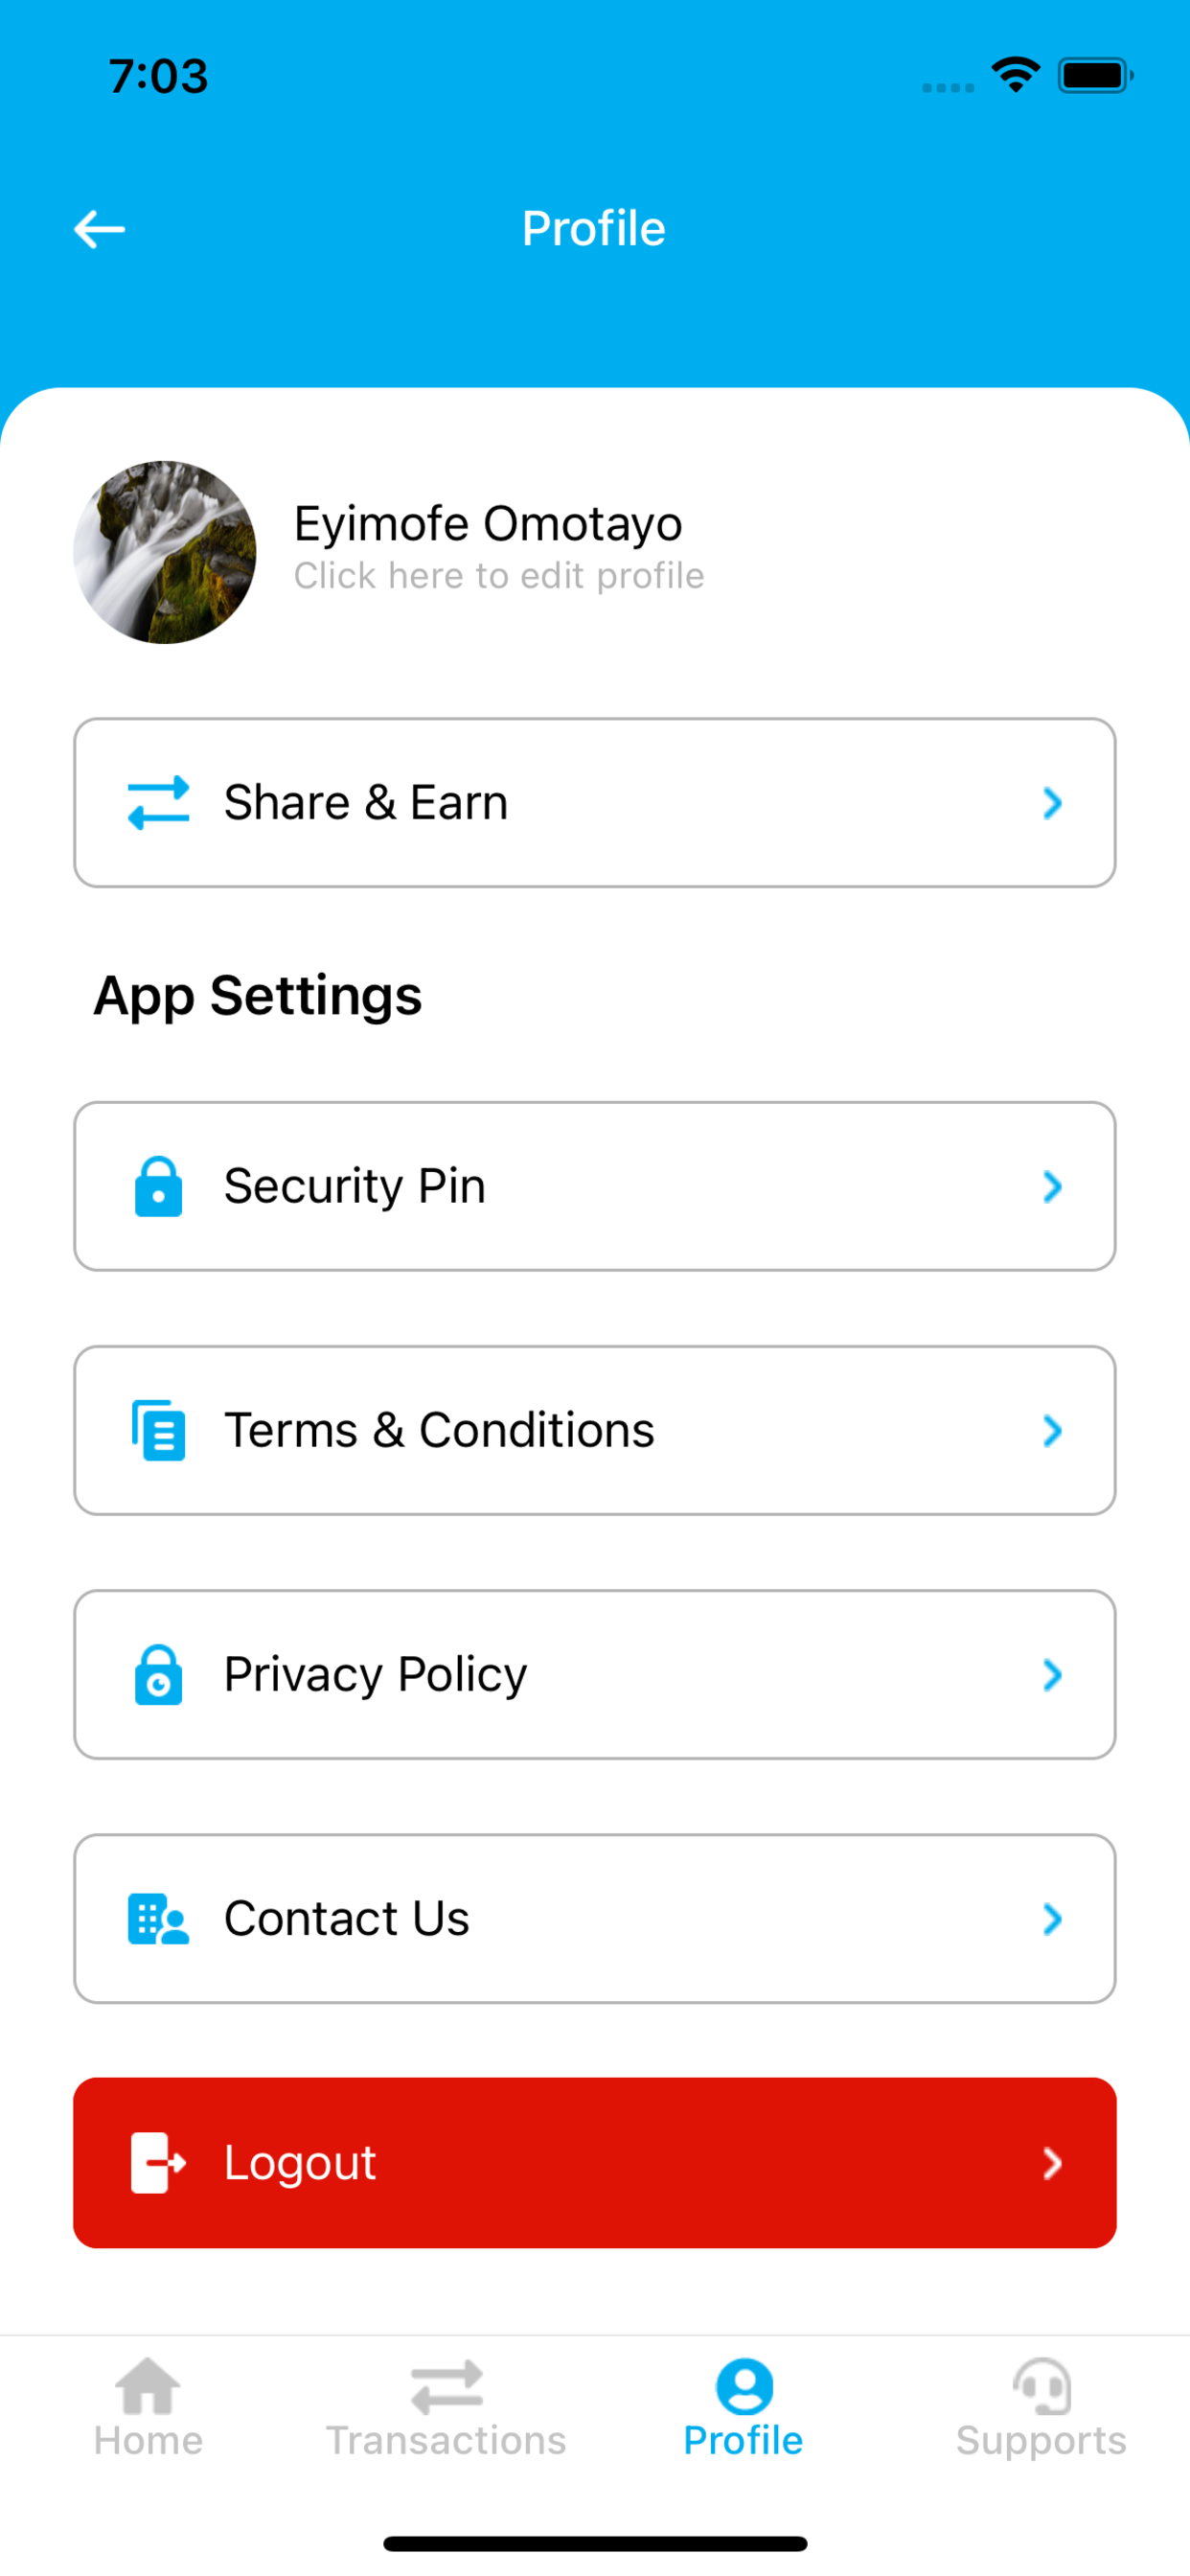 7:03
Profile
Eyimofe Omotayo
Click here to edit profile
Share & Earn
App Settings
Security Pin
Terms & Conditions
Privacy Policy
Contact Us
Logout
Home
Transactions
Profile
Supports